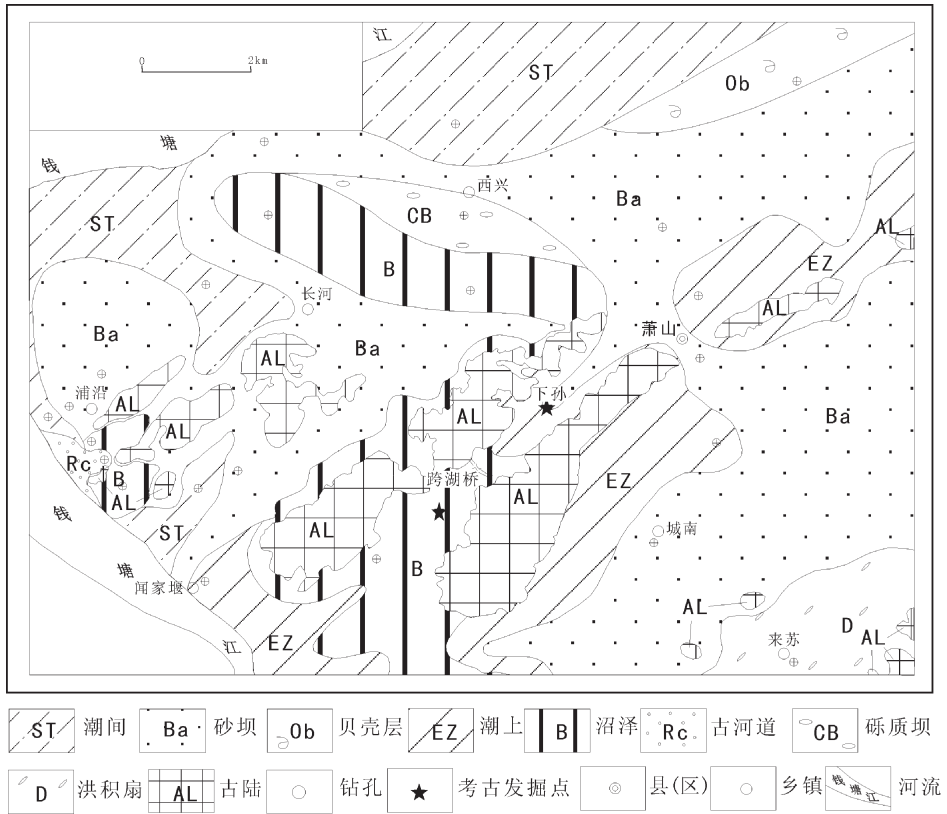 江
0 2km
ST
Ob
钱 塘
西兴
CB
Ba
ST
AL
B
EZ
长河
AL
萧山
Ba
Ba
AL
浦沿
AL
下孙
AL
AL
Ba
Rc
B
B
跨湖桥
EZ
AL
AL
AL
钱
ST
城南
塘
B
闻家堰
AL
D
AL
江
EZ
来苏
ST 潮间 Ba 砂坝 Ob 贝壳层 EZ 潮上 B 沼泽 Rc 古河道 CB 砾质坝
D 洪积扇 AL 古陆 钻孔 考古发掘点 县(区) 乡镇 钱塘江 河流